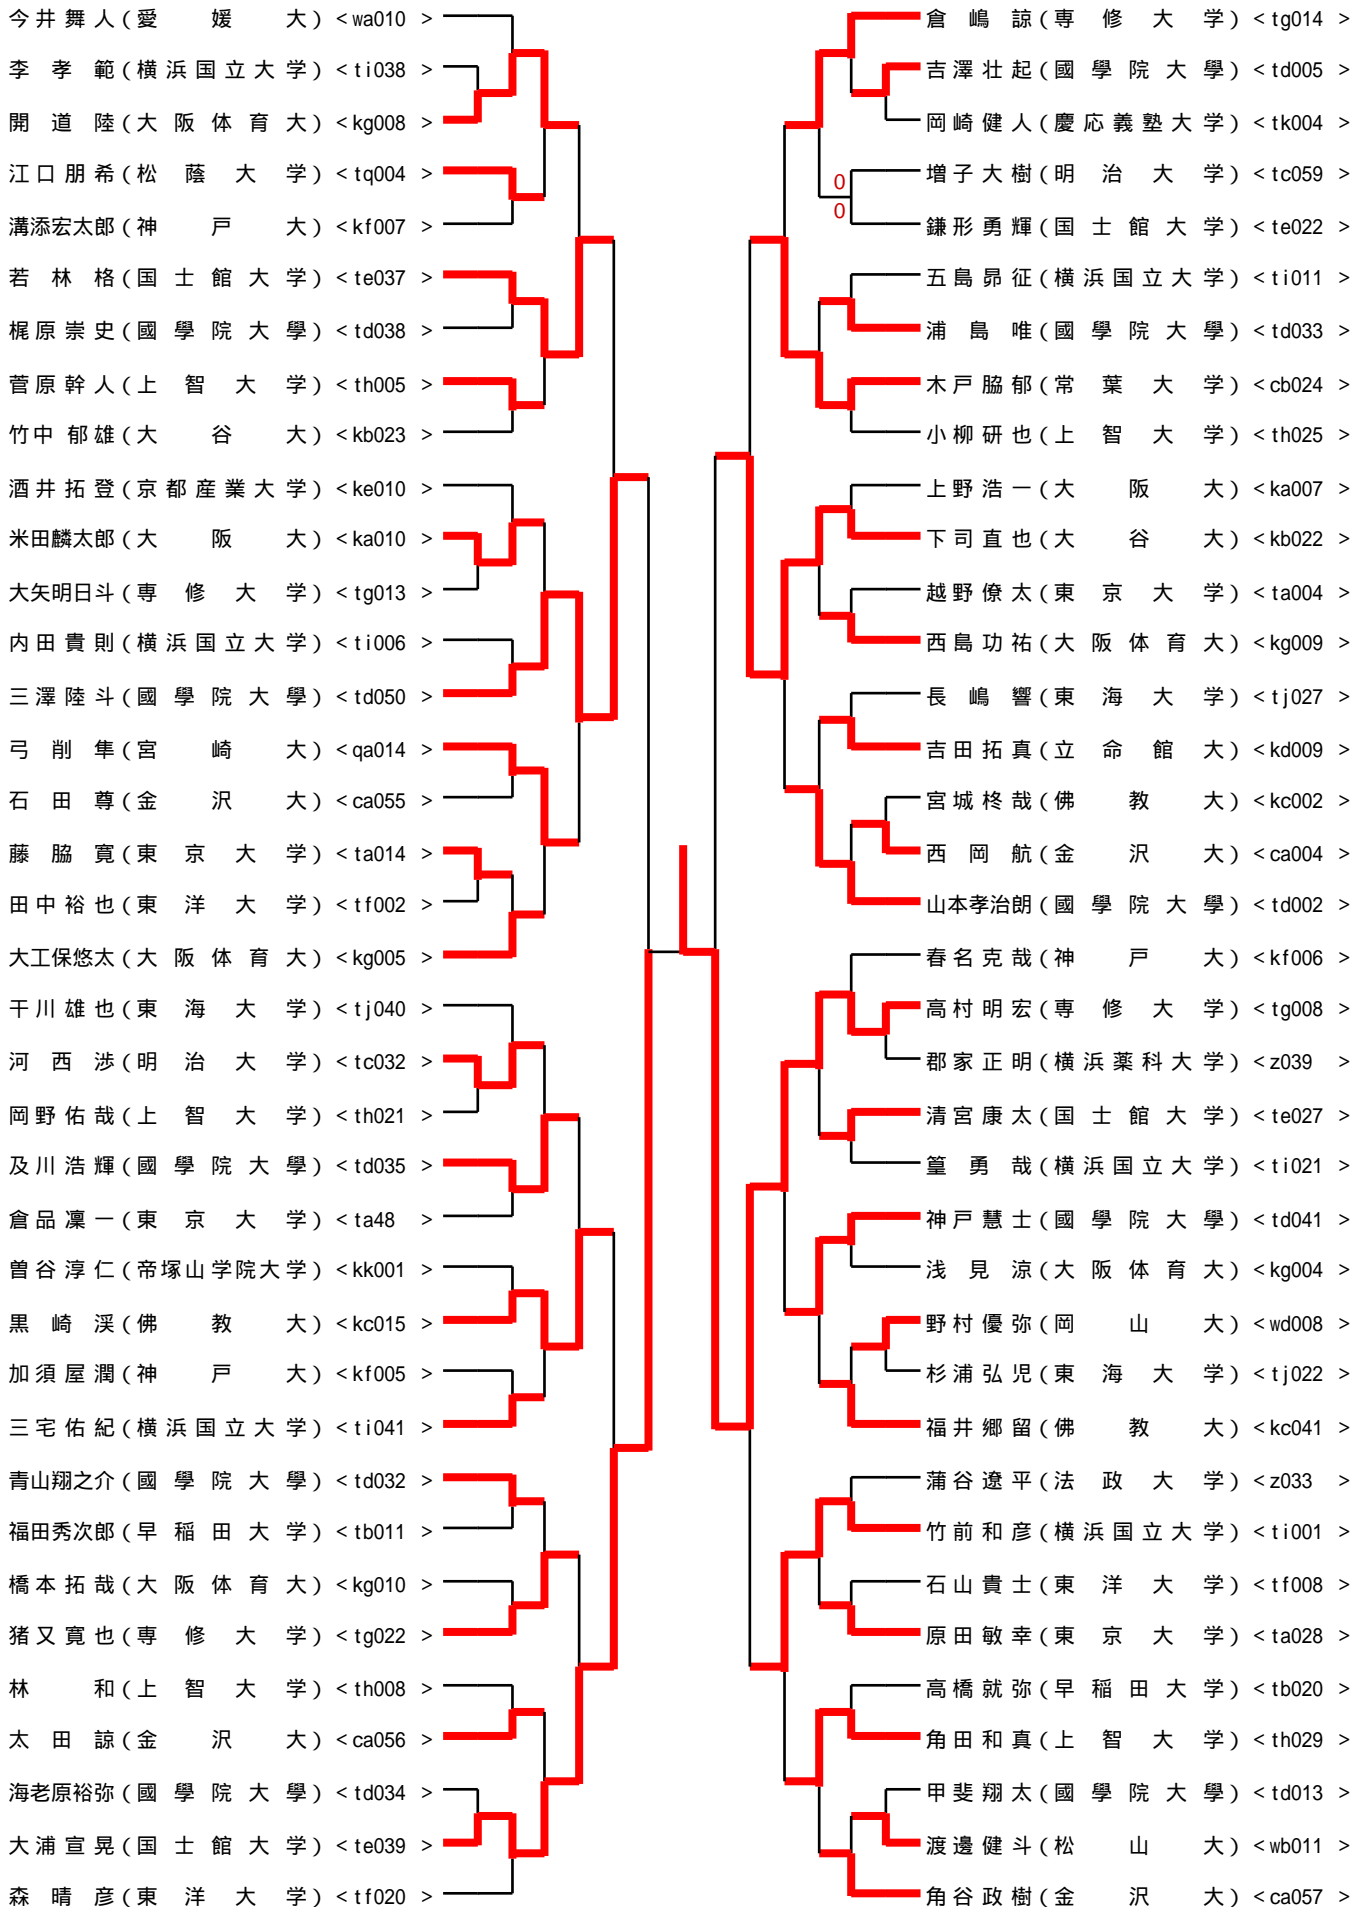 今井舞人(愛媛大) <wa010 >
李孝範(横浜国立大学) <ti038 >
開道陸(大阪体育大) <kg008 >
江口朋希(松蔭大学) <tq004 >
溝添宏太郎(神戸大) <kf007 >
若林格(国士館大学) <te037 >
梶原崇史(國學院大學) <td038 >
菅原幹人(上智大学) <th005 >
竹中郁雄(大谷大) <kb023 >
酒井拓登(京都産業大学) <ke010 >
米田麟太郎(大阪大) <ka010 >
大矢明日斗(専修大学) <tg013 >
内田貴則(横浜国立大学) <ti006 >
三澤陸斗(國學院大學) <td050 >
弓削隼(宮崎大) <qa014 >
石田尊(金沢大) <ca055 >
藤脇寛(東京大学) <ta014 >
田中裕也(東洋大学) <tf002 >
大工保悠太(大阪体育大) <kg005 >
干川雄也(東海大学) <tj040 >
河西渉(明治大学) <tc032 >
岡野佑哉(上智大学) <th021 >
及川浩輝(國學院大學) <td035 >
倉品凜一(東京大学) <ta48 >
曽谷淳仁(帝塚山学院大学) <kk001 >
黒崎渓(佛教大) <kc015 >
加須屋潤(神戸大) <kf005 >
三宅佑紀(横浜国立大学) <ti041 >
青山翔之介(國學院大學) <td032 >
福田秀次郎(早稲田大学) <tb011 >
橋本拓哉(大阪体育大) <kg010 >
猪又寛也(専修大学) <tg022 >
林和(上智大学) <th008 >
太田諒(金沢大) <ca056 >
海老原裕弥(國學院大學) <td034 >
大浦宣晃(国士館大学) <te039 >
森晴彦(東洋大学) <tf020 >
倉嶋諒(専修大学) <tg014 >
吉澤壮起(國學院大學) <td005 >
岡崎健人(慶応義塾大学) <tk004 >
0
増子大樹(明治大学) <tc059 >
0
鎌形勇輝(国士館大学) <te022 >
五島昴征(横浜国立大学) <ti011 >
浦島唯(國學院大學) <td033 >
木戸脇郁(常葉大学) <cb024 >
小柳研也(上智大学) <th025 >
上野浩一(大阪大) <ka007 >
下司直也(大谷大) <kb022 >
越野僚太(東京大学) <ta004 >
西島功祐(大阪体育大) <kg009 >
長嶋響(東海大学) <tj027 >
吉田拓真(立命館大) <kd009 >
宮城柊哉(佛教大) <kc002 >
西岡航(金沢大) <ca004 >
山本孝治朗(國學院大學) <td002 >
春名克哉(神戸大) <kf006 >
高村明宏(専修大学) <tg008 >
郡家正明(横浜薬科大学) <z039 >
清宮康太(国士館大学) <te027 >
篁勇哉(横浜国立大学) <ti021 >
神戸慧士(國學院大學) <td041 >
浅見涼(大阪体育大) <kg004 >
野村優弥(岡山大) <wd008 >
杉浦弘児(東海大学) <tj022 >
福井郷留(佛教大) <kc041 >
蒲谷遼平(法政大学) <z033 >
竹前和彦(横浜国立大学) <ti001 >
石山貴士(東洋大学) <tf008 >
原田敏幸(東京大学) <ta028 >
高橋就弥(早稲田大学) <tb020 >
角田和真(上智大学) <th029 >
甲斐翔太(國學院大學) <td013 >
渡邊健斗(松山大) <wb011 >
角谷政樹(金沢大) <ca057 >